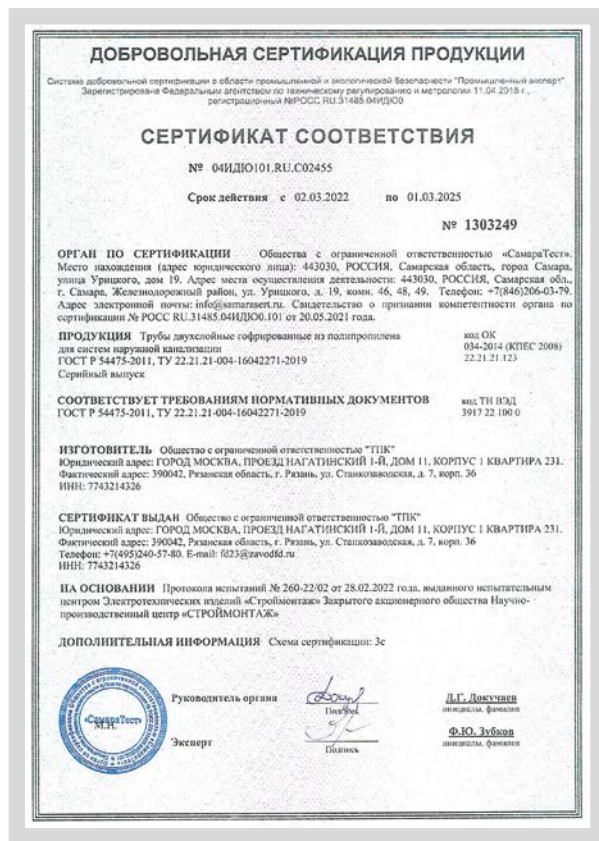 ДОБРОВОЛЬНАЯ СЕРТИФИКАЦИЯ ПРОДУКЦИИ
Система добровольной сертификации в области промышленной и экологической безопасности "Промышленный эксперт"
Зарегистрирована Федеральным агентством по техническому регулированию и метрологии 11.04.2016 г.,
регистрационный №РОСС RU.31485.04ИДЮ0
СЕРТИФИКАТ СООТВЕТСТВИЯ
№ 04ИДЮ101.RU.С02455
Срок действия с 02.03.2022 по 01.03.2025
№ 1303249
ОРГАН ПО СЕРТИФИКАЦИИ Общества с ограниченной ответственностью «СамараТест».
Место нахождения (адрес юридического лица): 443030, РОССИЯ, Самарская область, город Самара,
улица Урицкого, дом 19. Адрес места осуществления деятельности: 443030, РОССИЯ, Самарская обл.,
г. Самара, Железнодорожный район, ул. Урицкого, д. 19, комн. 46, 48, 49. Телефон: +7(846)206-03-79.
Адрес электронной почты: info@samarasert.ru. Свидетельство о признании компетентности органа по
сертификации № РОСС RU.31485.04ИДЮ0.101 от 20.05.2021 года.
ПРОДУКЦИЯ Трубы двухслойные гофрированные из полипропилена
для систем наружной канализации
ГОСТ Р 54475-2011, ТУ 22.21.21-004-16042271-2019
Серийный выпуск
код ОК
034-2014 (КПЕС 2008)
22.21.21.123
СООТВЕТСТВУЕТ ТРЕБОВАНИЯМ НОРМАТИВНЫХ ДОКУМЕНТОВ
ГОСТ Р 54475-2011, ТУ 22.21.21-004-16042271-2019
код ТН ВЭД
3917 22 100 0
ИЗГОТОВИТЕЛЬ Общество с ограниченной ответственностью "ТПК"
Юридический адрес: ГОРОД МОСКВА, ПРОЕЗД НАГАТИНСКИЙ 1-Й, ДОМ 11, КОРПУС 1 КВАРТИРА 231.
Фактический адрес: 390042, Рязанская область, г. Рязань, ул. Станкозаводская, д. 7, корп. 36
ИНН: 7743214326
СЕРТИФИКАТ ВЫДАН Общество с ограниченной ответственностью "ТПК"
Юридический адрес: ГОРОД МОСКВА, ПРОЕЗД НАГАТИНСКИЙ 1-Й, ДОМ 11, КОРПУС 1 КВАРТИРА 231.
Фактический адрес: 390042, Рязанская область, г. Рязань, ул. Станкозаводская, д. 7, корп. 36
Телефон: +7(495)240-57-80. E-mail: fd23@zavodfd.ru
ИНН: 7743214326
НА ОСНОВАНИИ Протокола испытаний № 260-22/02 от 28.02.2022 года, выданного испытательным
центром Электротехнических изделий «Строймонтаж» Закрытого акционерного общества Научно-
производственный центр «СТРОЙМОНТАЖ»
ДОПОЛНИТЕЛЬНАЯ ИНФОРМАЦИЯ Схема сертификации: 3с
«СамараТест»
М.П.
Руководитель органа
Подпись
Д.Г. Докучаев
инициалы, фамилия
Эксперт
Подпись
Ф.Ю. Зубков
инициалы, фамилия